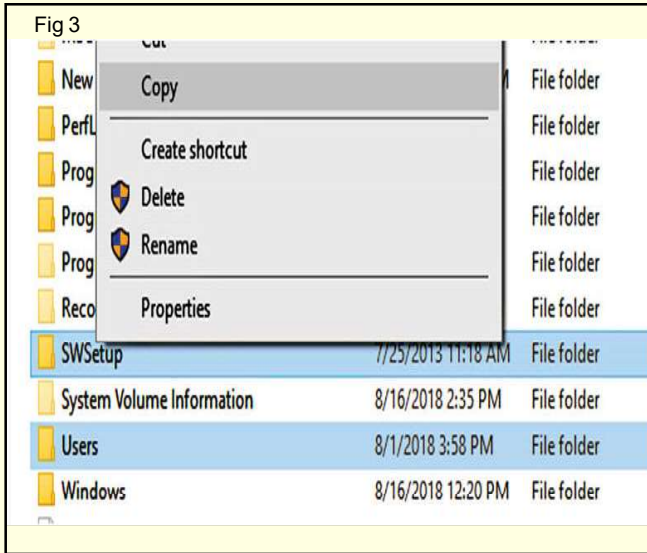 Fig 3
Cut
New
Copy
File folder
PerfL
File folder
Create shortcut
Prog
File folder
Delete
Prog
File folder
Rename
Prog
File folder
Reco
Properties
File folder
SWSetup 7/25/2013 11:18 AM File folder
System Volume Information 8/16/2018 2:35 PM File folder
Users 8/1/2018 3:58 PM File folder
Windows 8/16/2018 12:20 PM File folder